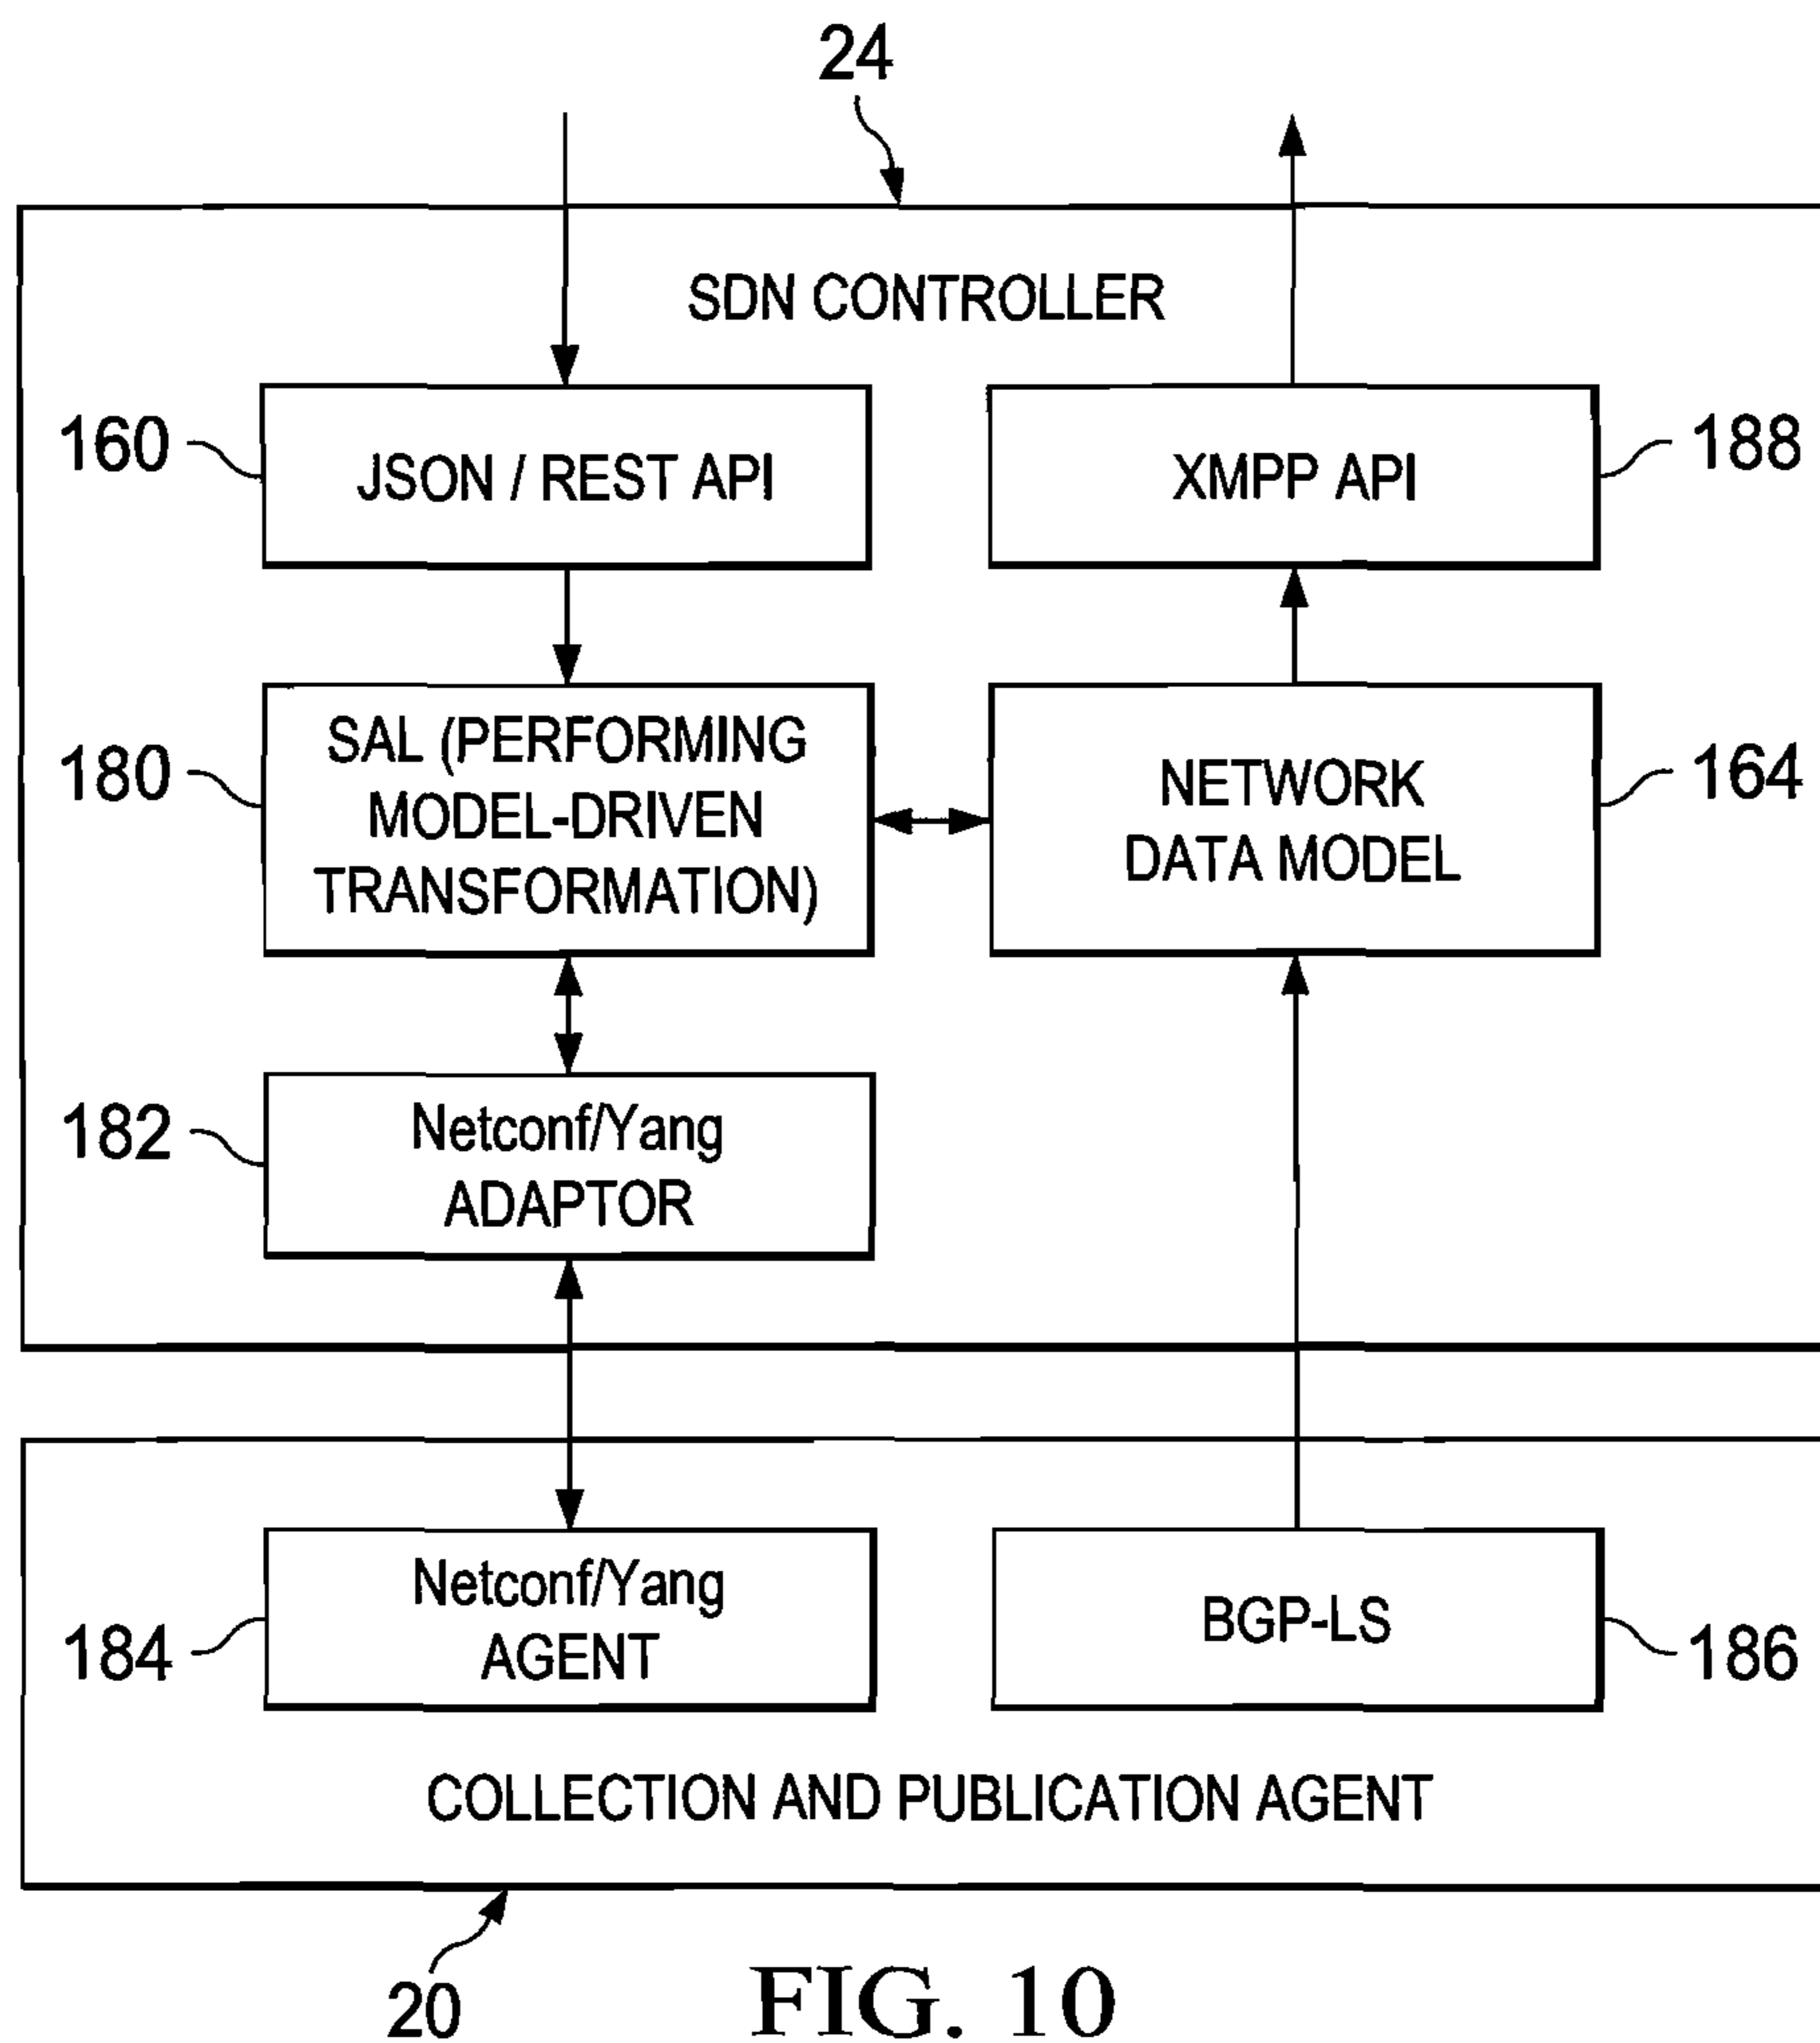 24
SDN CONTROLLER
160
JSON / REST API
XMPP API
188
180
SAL (PERFORMING
MODEL-DRIVEN
TRANSFORMATION)
NETWORK
DATA MODEL
164
182
Netconf/Yang
ADAPTOR
184
Netconf/Yang
AGENT
BGP-LS
186
COLLECTION AND PUBLICATION AGENT
20
FIG. 10